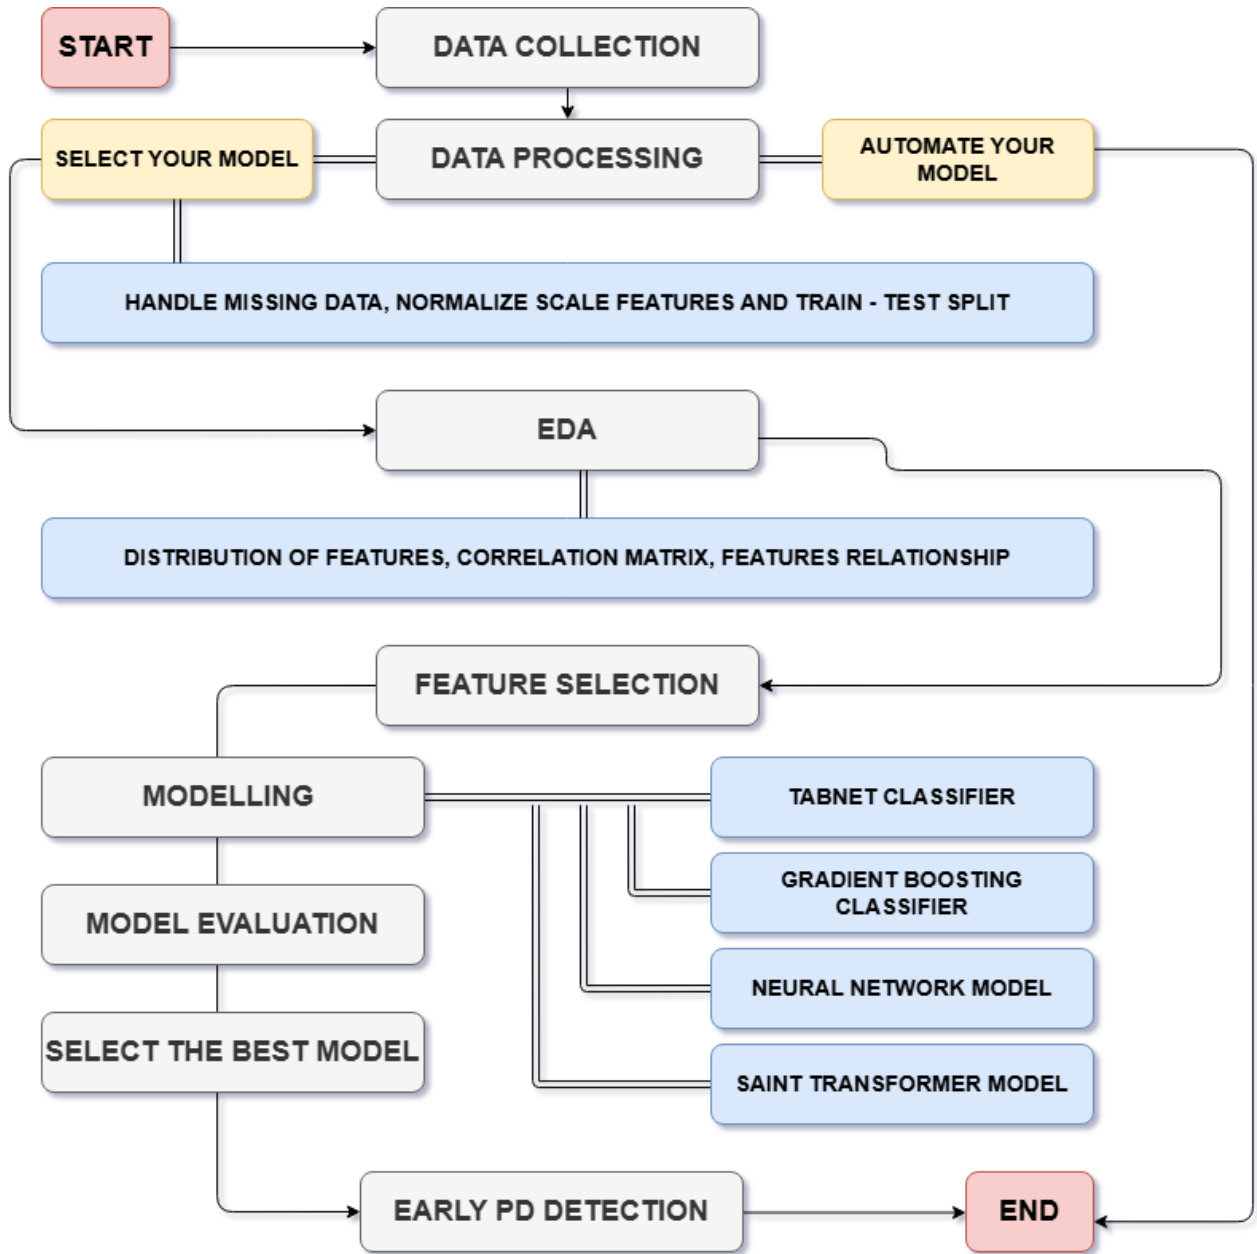 START
DATA COLLECTION
SELECT YOUR MODEL
DATA PROCESSING
AUTOMATE YOUR
MODEL
HANDLE MISSING DATA, NORMALIZE SCALE FEATURES AND TRAIN - TEST SPLIT
EDA
DISTRIBUTION OF FEATURES, CORRELATION MATRIX, FEATURES RELATIONSHIP
FEATURE SELECTION
MODELLING
TABNET CLASSIFIER
GRADIENT BOOSTING
CLASSIFIER
MODEL EVALUATION
NEURAL NETWORK MODEL
SELECT THE BEST MODEL
SAINT TRANSFORMER MODEL
EARLY PD DETECTION
END